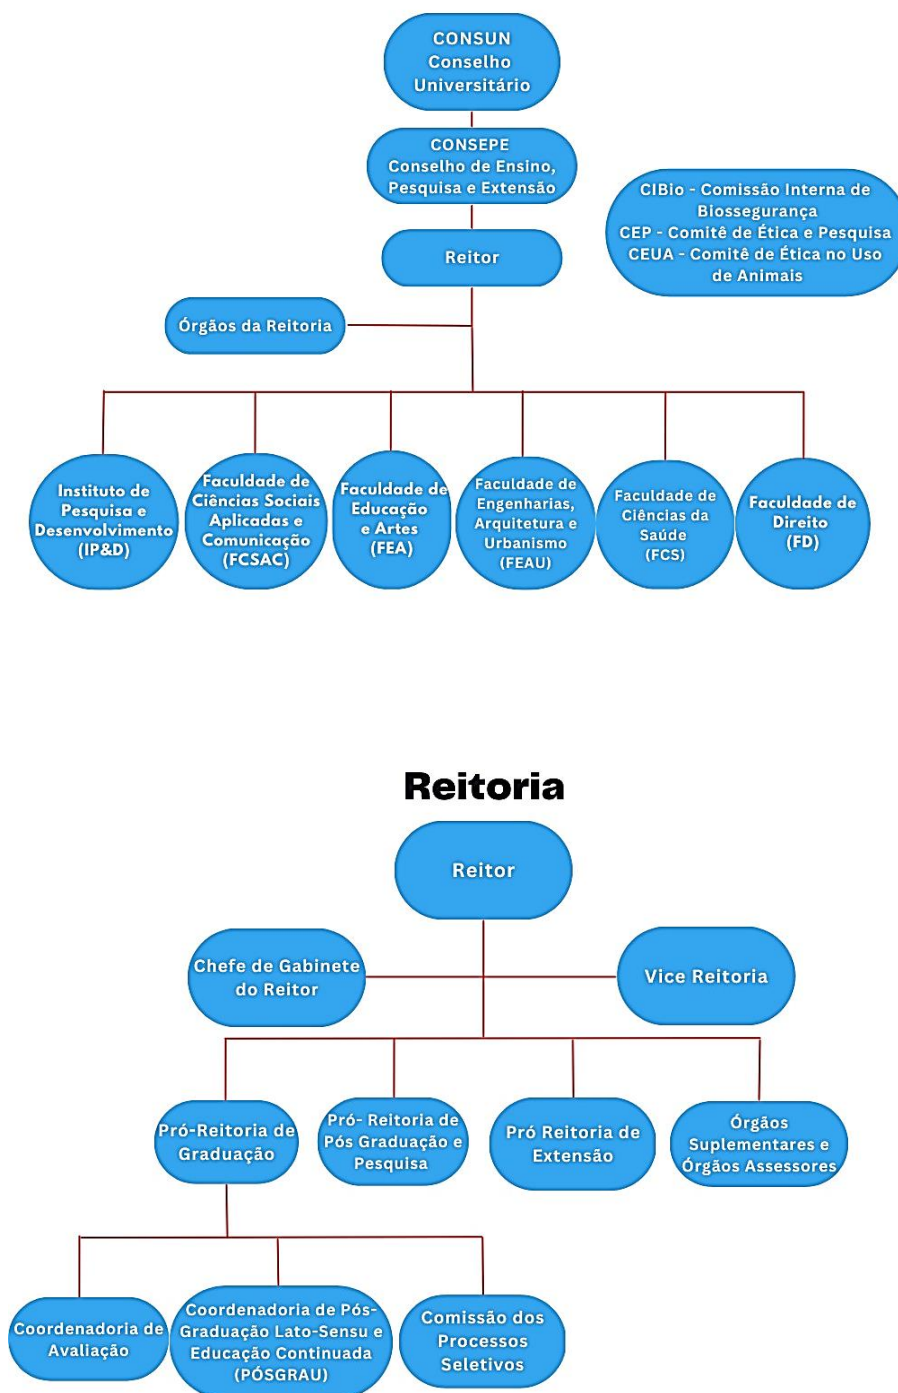 CONSUN
Conselho
Universitário
CONSEPE
Conselho de Ensino,
Pesquisa e Extensão
CIBio - Comissão Interna de
Biossegurança
CEP - Comitê de Ética e Pesquisa
CEUA - Comitê de Ética no Uso
de Animais
Reitor
Órgãos da Reitoria
Instituto de
Pesquisa e
Desenvolvimento
(IP&D)
Faculdade de
Ciências Sociais
Aplicadas e
Comunicação
(FCSAC)
Faculdade de
Educação
e Artes
(FEA)
Faculdade de
Engenharias,
Arquitetura e
Urbanismo
(FEAU)
Faculdade de
Ciências da
Saúde
(FCS)
Faculdade de
Direito
(FD)
Reitoria
Reitor
Chefe de Gabinete
do Reitor
Vice Reitoria
Pró-Reitoria de
Graduação
Pró- Reitoria de
Pós Graduação e
Pesquisa
Pró Reitoria de
Extensão
Órgãos
Suplementares e
Órgãos Assessores
Coordenadoria de
Avaliação
Coordenadoria de Pós-
Graduação Lato-Sensu e
Educação Continuada
(PÓSGRAU)
Comissão dos
Processos
Seletivos